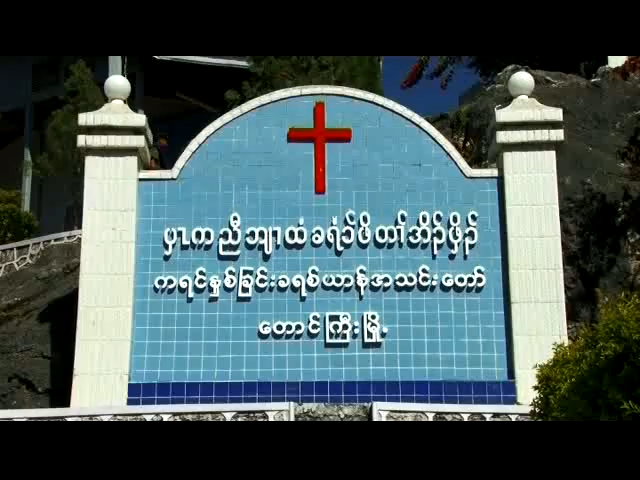 ပှၤကညီဘျၢထံခရံာ်ဖိတၢ်အိၣ်ဖှိၣ်
ကရင်နှစ်ခြင်းခရစ်ယာန်အသင်းတော်
တောင်ကြီးမြို့.